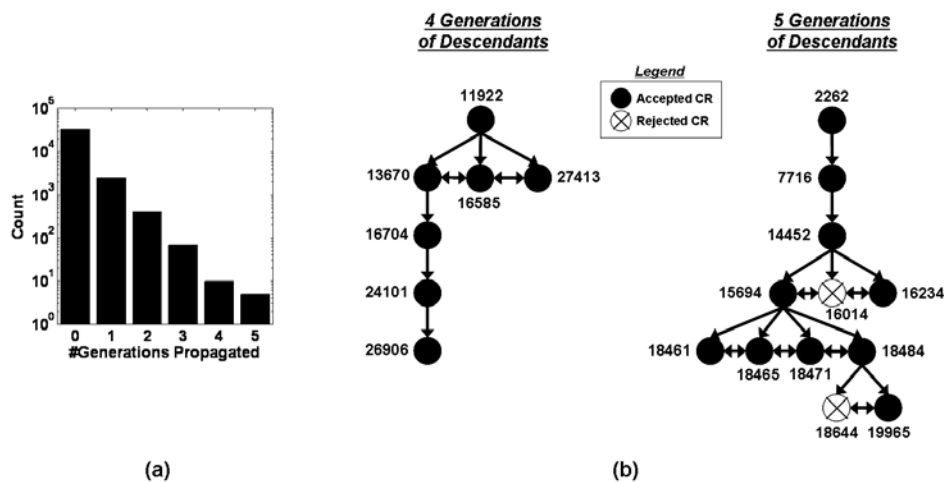 4 Generations
of Descendants
5 Generations
of Descendants
Legend
Accepted CR
Rejected CR
10^5
10^4
10^3
10^2
10^1
10^0
Count
0 1 2 3 4 5
#Generations Propagated
11922
13670
16585
27413
16704
24101
26906
2262
7716
14452
15694
16014
16234
18461
18465
18471
18484
18644
19965
(a)
(b)